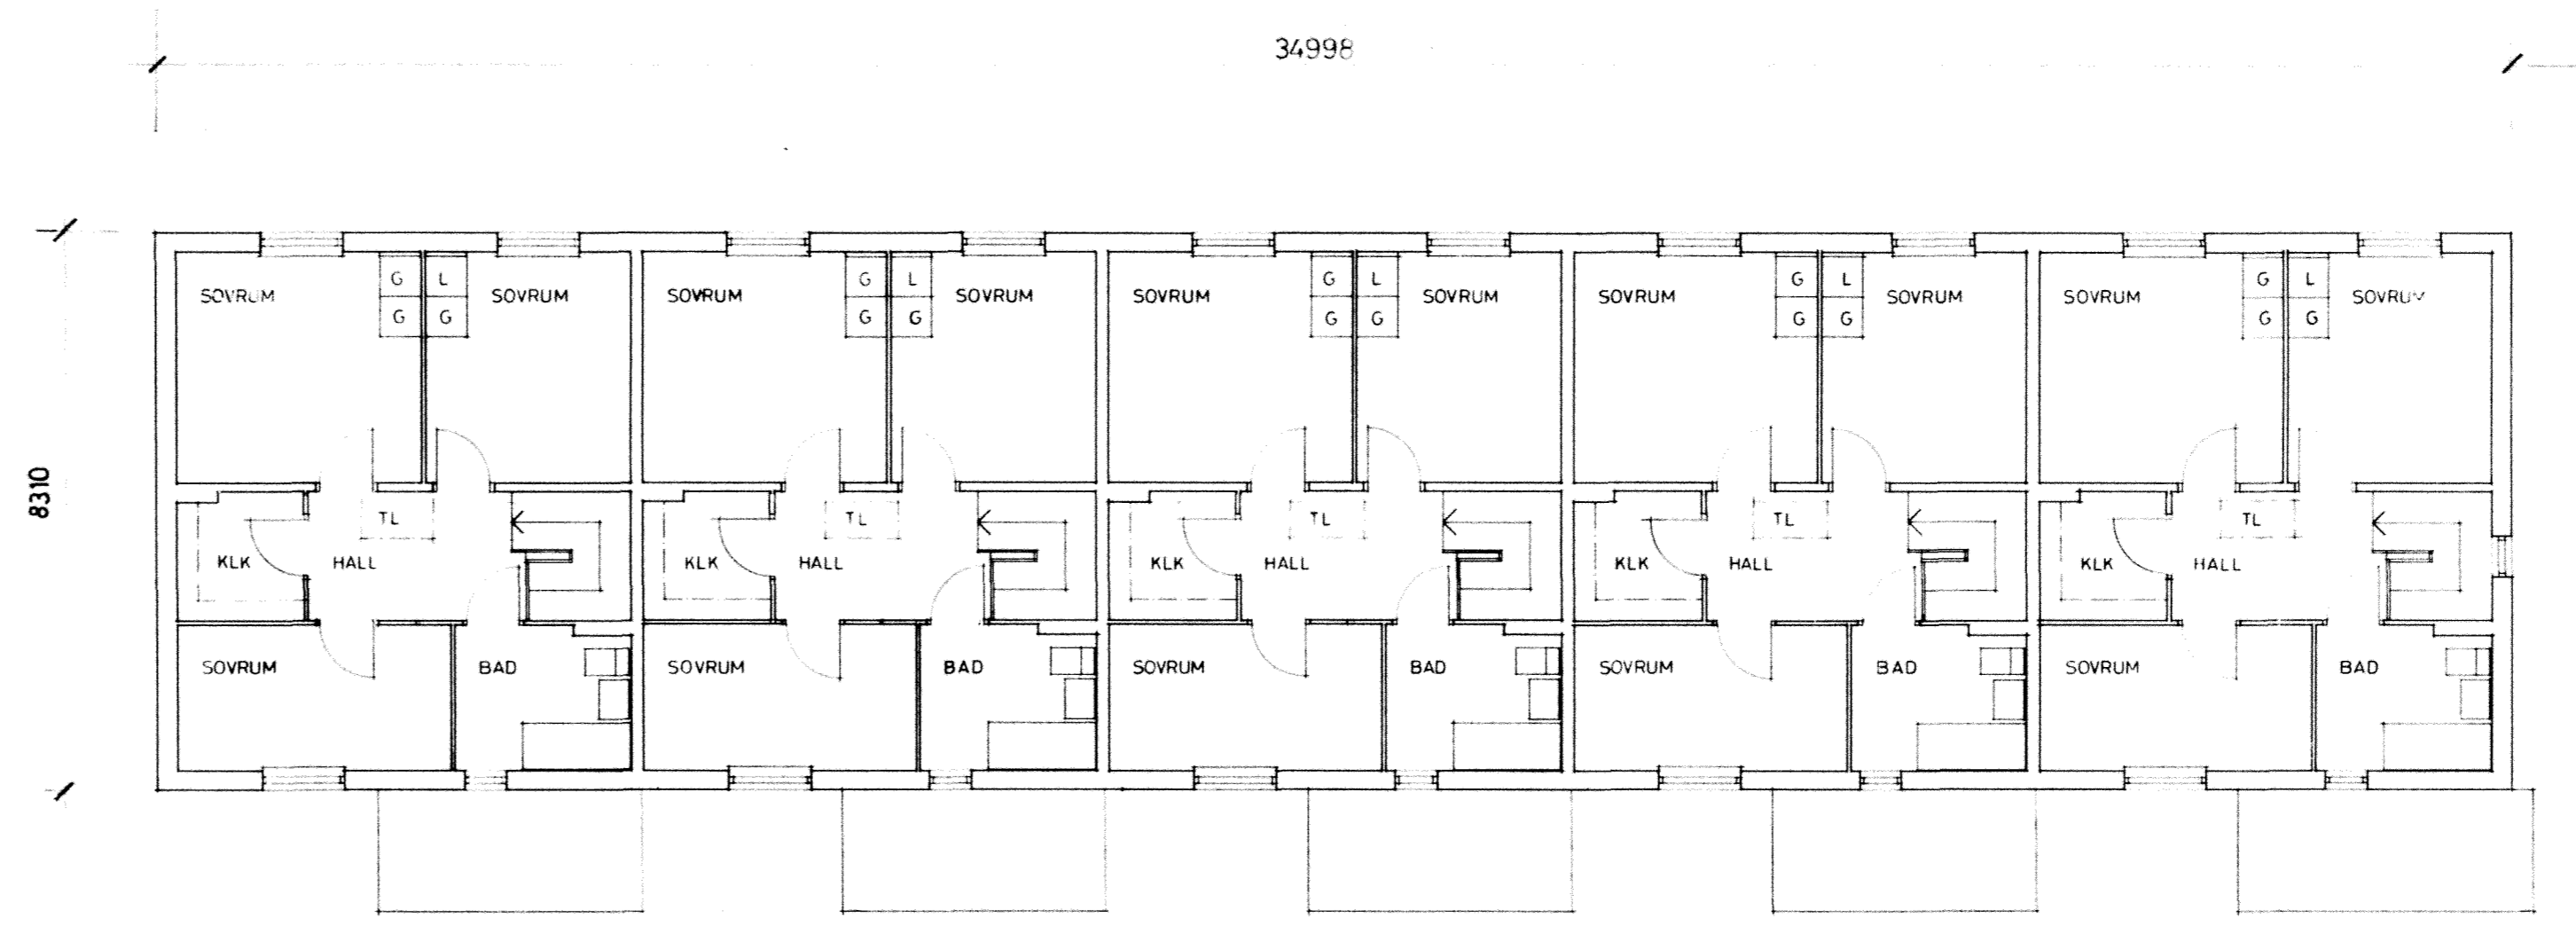 34998
8310
SOVRUM G L SOVRUM SOVRUM G L SOVRUM SOVRUM G L SOVRUM SOVRUM G L SOVRUM SOVRUM G L SOVRUM
G G G G G G G G G G
TL TL TL TL TL
KLK HALL KLK HALL KLK HALL KLK HALL KLK HALL
SOVRUM BAD SOVRUM BAD SOVRUM BAD SOVRUM BAD SOVRUM BAD